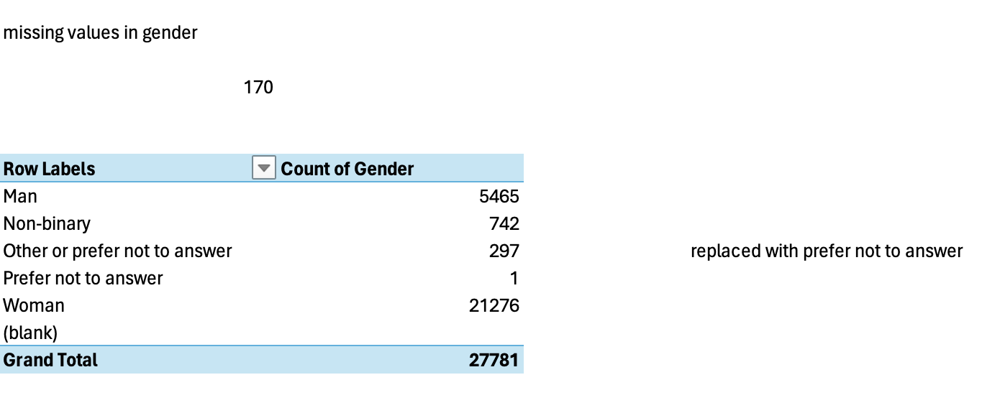 missing values in gender
170
Row Labels Count of Gender
Man 5465
Non-binary 742
Other or prefer not to answer 297 replaced with prefer not to answer
Prefer not to answer 1
Woman 21276
(blank)
Grand Total 27781